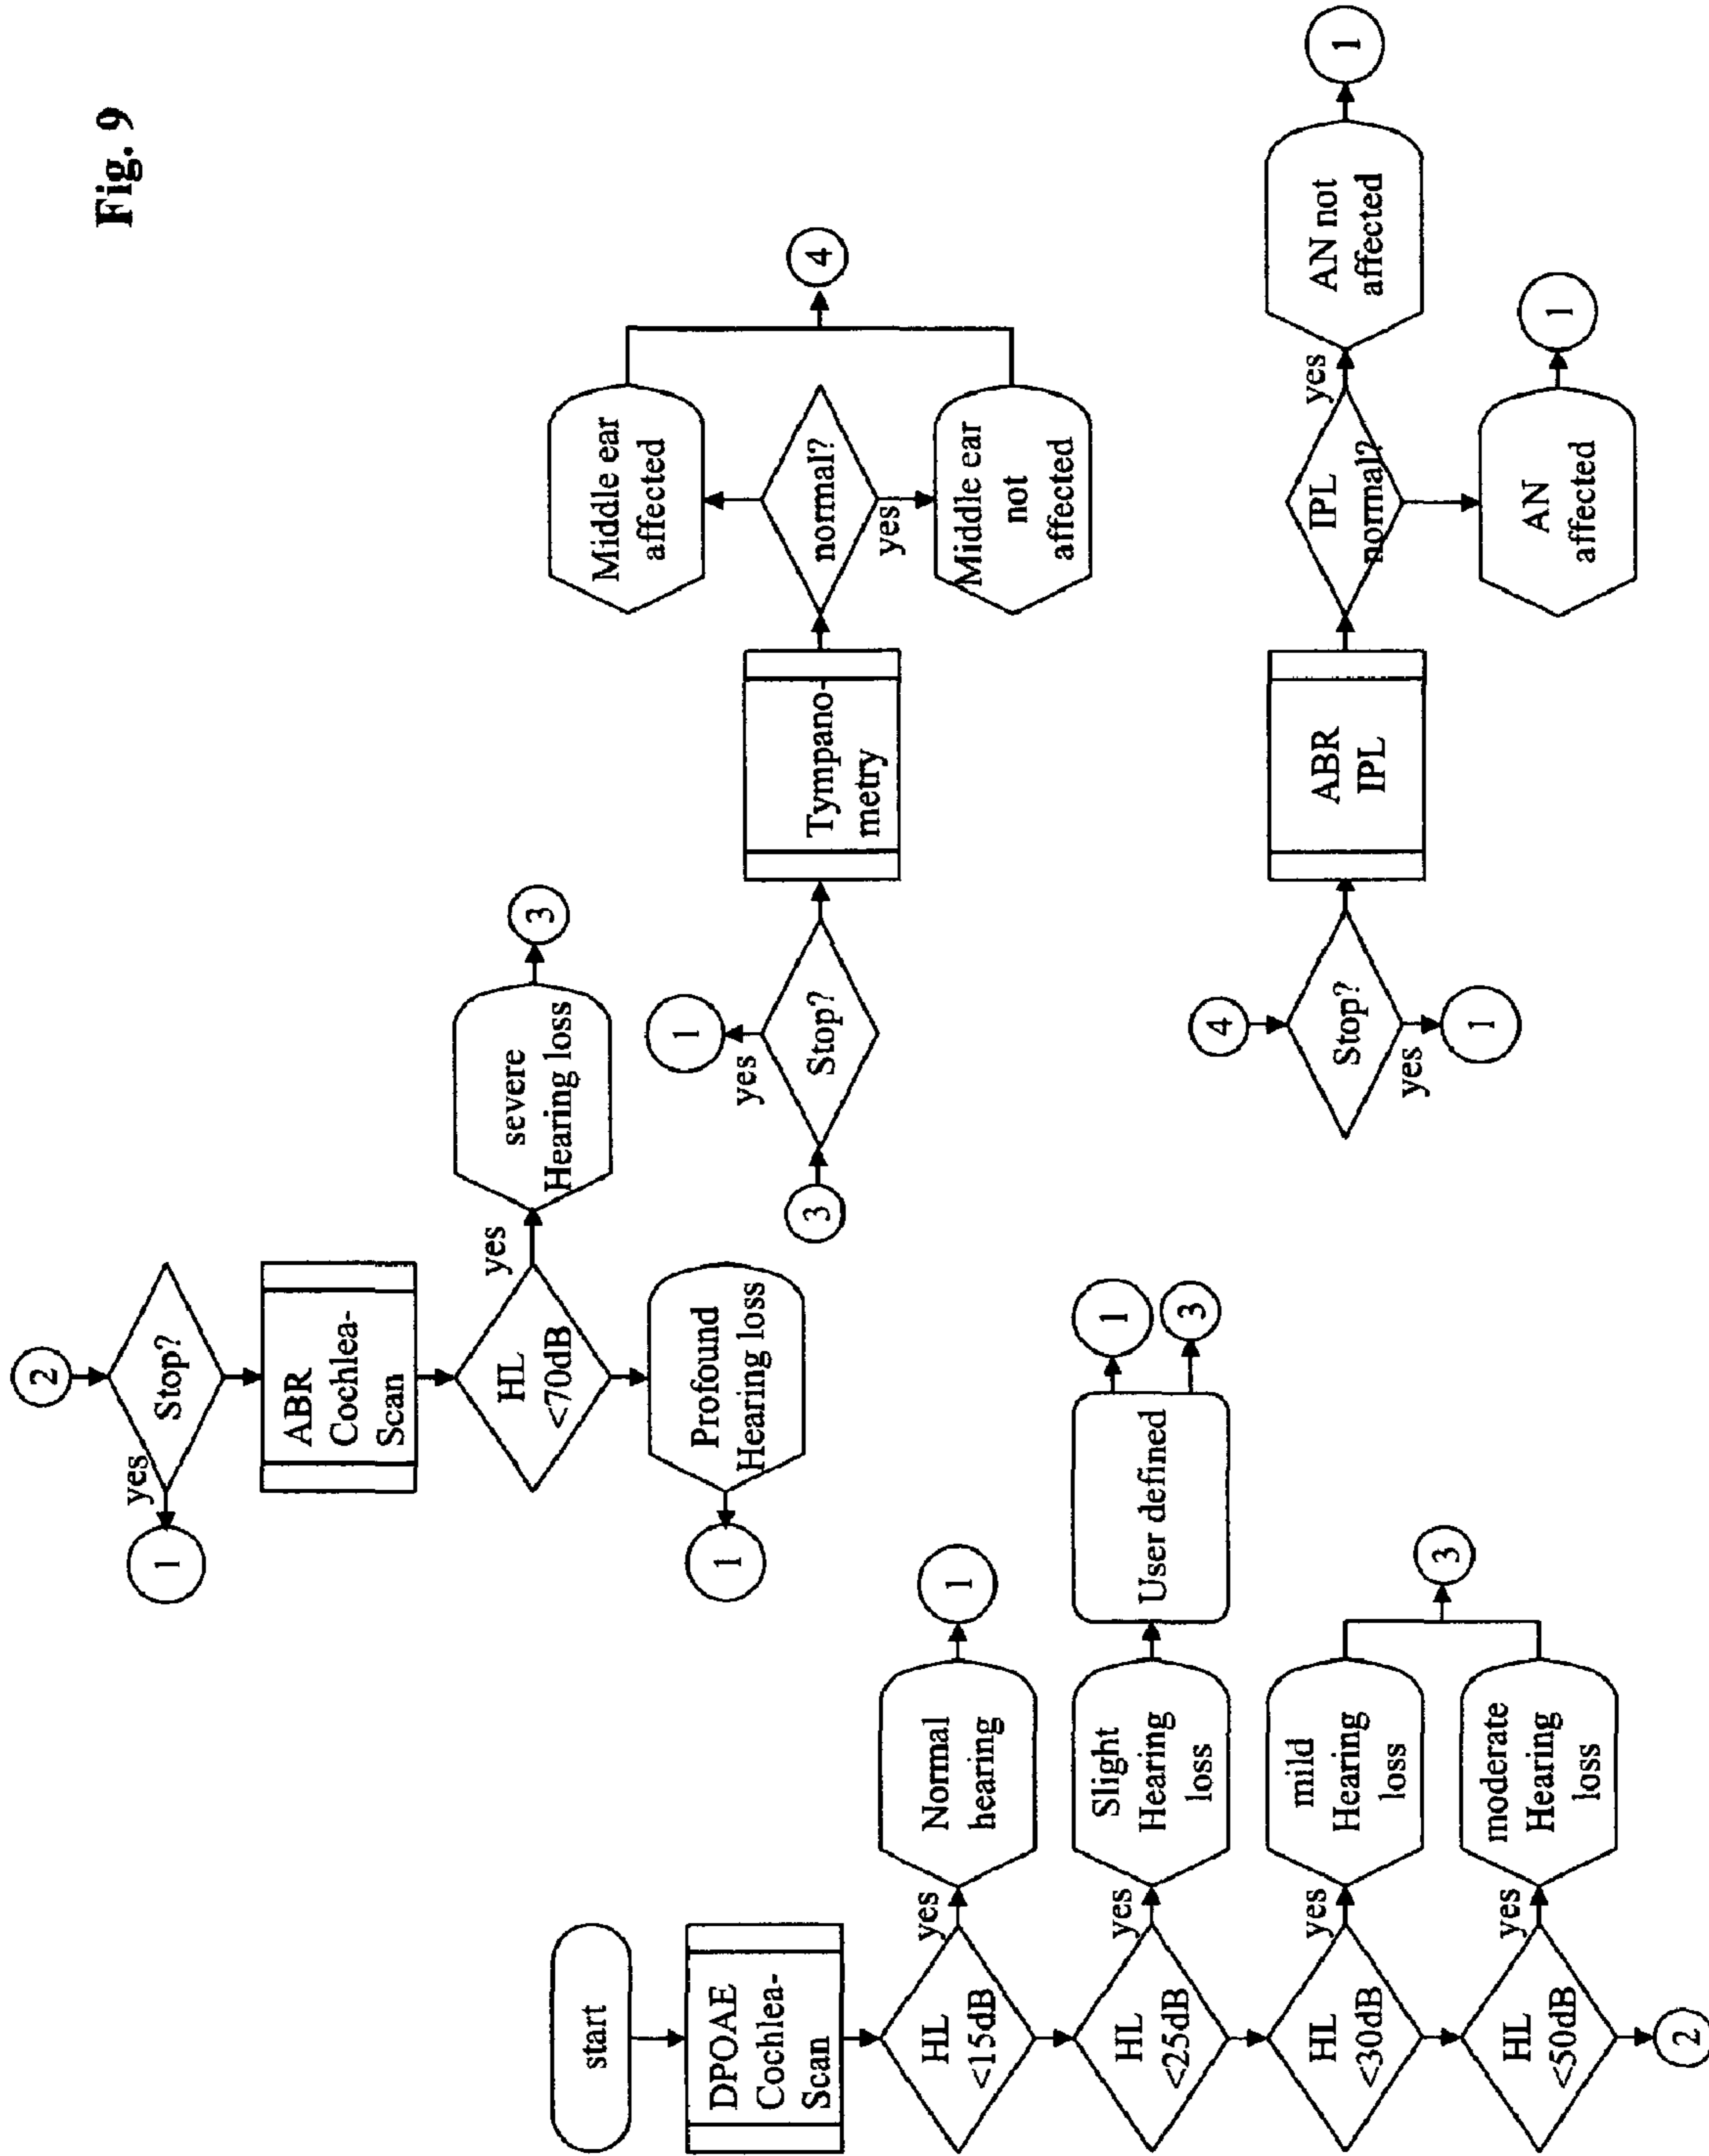 Fig. 9
start
DPOAE
Cochlea-
Scan
HL
<15dB
yes
Normal
hearing
1
HL
<25dB
yes
Slight
Hearing
loss
User defined
1
3
HL
<30dB
yes
mild
Hearing
loss
HL
<50dB
yes
moderate
Hearing
loss
3
2
2
Stop?
yes
1
ABR
Cochlea-
Scan
HL
<70dB
yes
severe
Hearing loss
3
Profound
Hearing loss
1
3
Stop?
yes
1
Tympano-
metry
normal?
yes
Middle ear
affected
Middle ear
not
affected
4
4
Stop?
yes
1
ABR
IPL
IPL
normal?
yes
AN not
affected
1
AN
affected
1